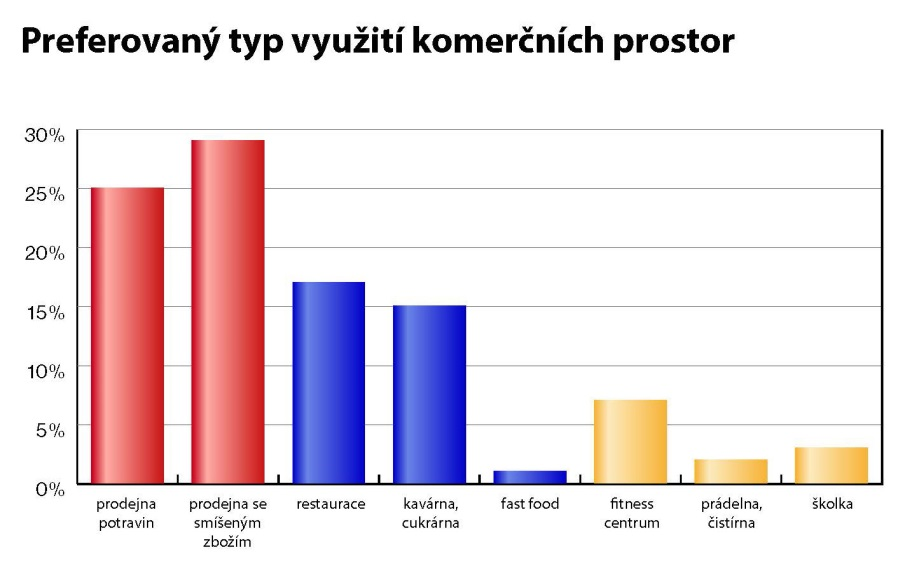 Preferovaný typ využití komerčních prostor
30%
25%
20%
15%
10%
5%
0%
prodejna
potravin
prodejna se
smíšeným
zbožím
restaurace
kavárna,
cukrárna
fast food
fitness
centrum
prádelna,
čistírna
školka